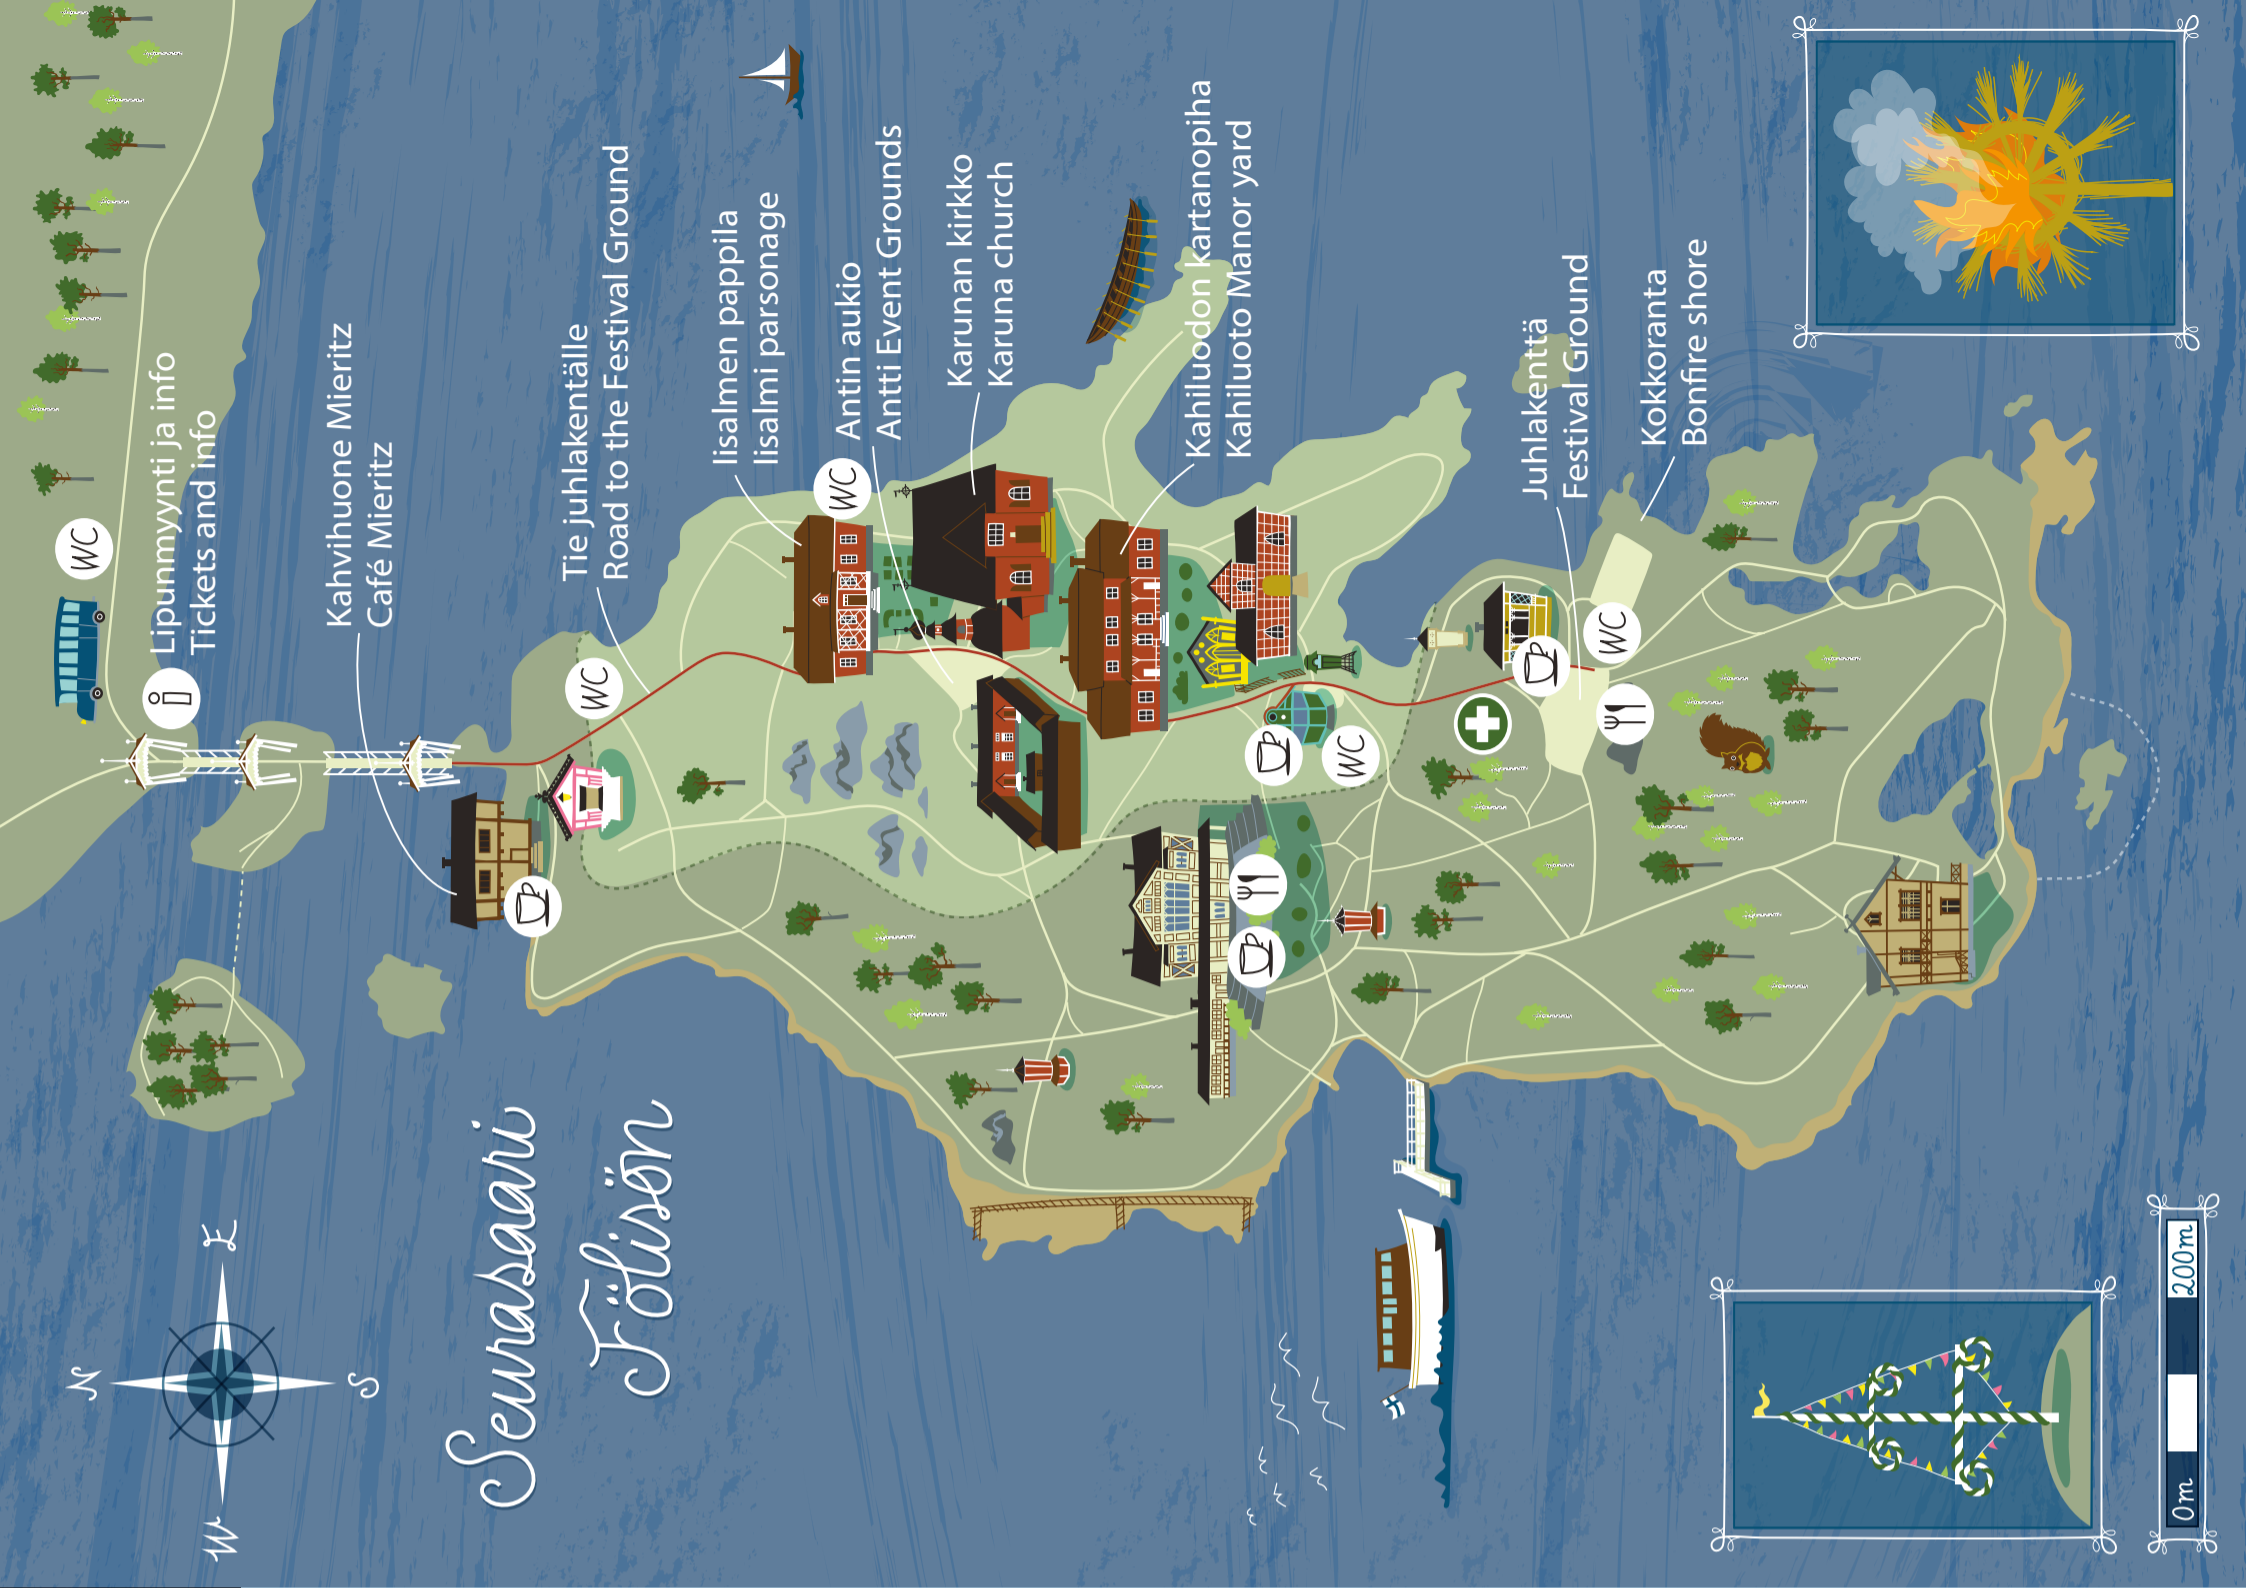 WC
i
Lipunmyynti ja info
Tickets and info
Kahvihuone Mieritz
Café Mieritz
Tie juhlakentälle
Road to the Festival Ground
WC
Iisalmen pappila
Iisalmi parsonage
WC
Antin aukio
Antti Event Grounds
Karunan kirkko
Karuna church
Kahiluodon kartanopiha
Kahiluoto Manor yard
WC
Juhlakenttä
Festival Ground
WC
Kokkoranta
Bonfire shore
N
W E
S
Seurasaari
Fölisön
0m 200m